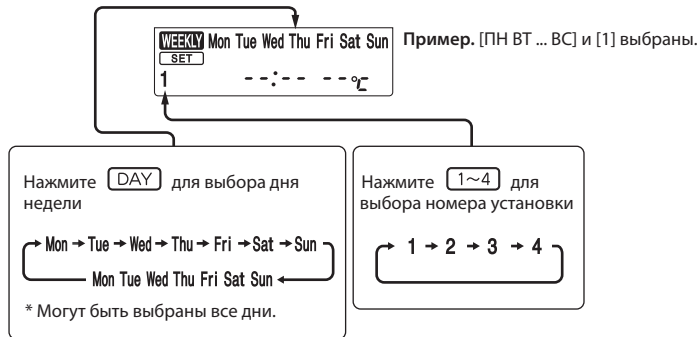 WEEKLY Mon Tue Wed Thu Fri Sat Sun
SET
1 --:-- --°C
Пример. [ПН ВТ ... ВС] и [1] выбраны.
Нажмите DAY для выбора дня
недели
Mon → Tue → Wed → Thu → Fri → Sat → Sun
Mon Tue Wed Thu Fri Sat Sun
* Могут быть выбраны все дни.
Нажмите 1~4 для
выбора номера установки
1 → 2 → 3 → 4